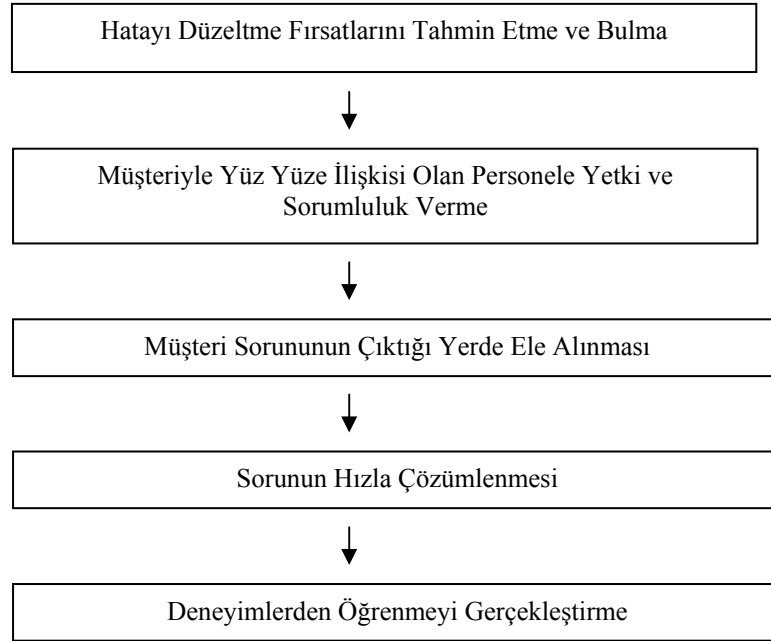 Hatayı Düzeltme Fırsatlarını Tahmin Etme ve Bulma
Müşteriyle Yüz Yüze İlişkisi Olan Personele Yetki ve
Sorumluluk Verme
Müşteri Sorununun Çıktığı Yerde Ele Alınması
Sorunun Hızla Çözümlenmesi
Deneyimlerden Öğrenmeyi Gerçekleştirme